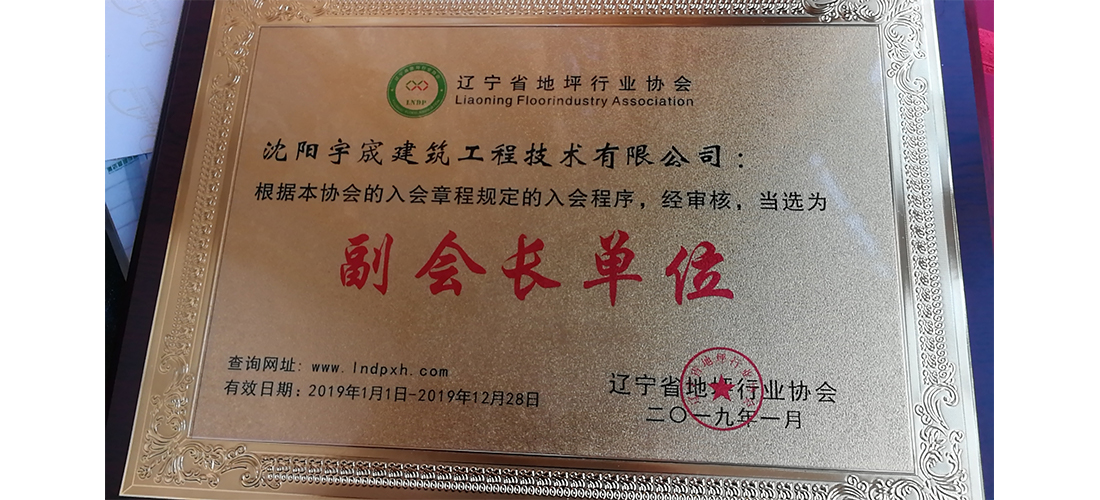 辽宁省地坪行业协会
Liaoning Floorindustry Association
LNDP
沈阳宇宬建筑工程技术有限公司：
根据本协会的入会章程规定的入会程序，经审核，当选为
副会长单位
查询网址：www.lndpxh.com
有效日期：2019年1月1日-2019年12月28日
辽宁省地坪行业协会
二〇一九年一月